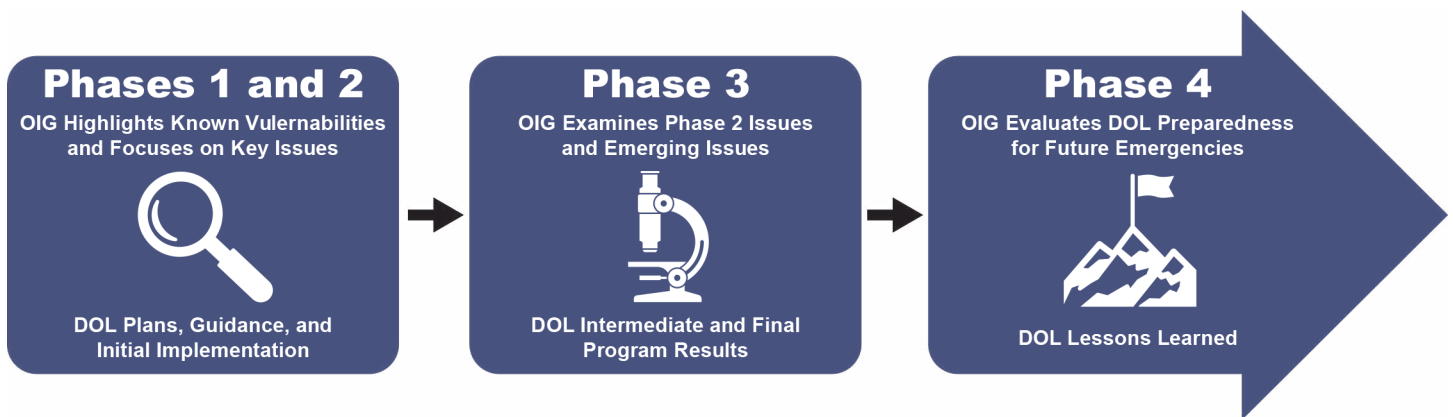 Phases 1 and 2
OIG Highlights Known Vulernabilities
and Focuses on Key Issues
DOL Plans, Guidance, and
Initial Implementation
Phase 3
OIG Examines Phase 2 Issues
and Emerging Issues
DOL Intermediate and Final
Program Results
Phase 4
OIG Evaluates DOL Preparedness
for Future Emergencies
DOL Lessons Learned